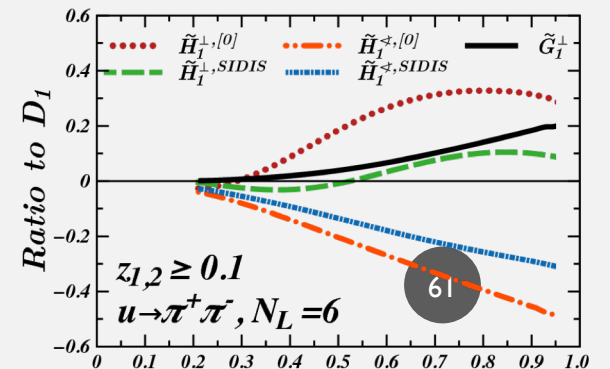 0.6
H̃₁^{⊥,[0]} H̃₁^{∢,[0]} G̃₁^⊥
0.4
H̃₁^{⊥,SIDIS} H̃₁^{∢,SIDIS}
0.2
0
−0.2
−0.4
−0.6
Ratio to D₁
z₁,₂ ≥ 0.1
61
u→π⁺π⁻, N_L =6
0 0.1 0.2 0.3 0.4 0.5 0.6 0.7 0.8 0.9 1.0